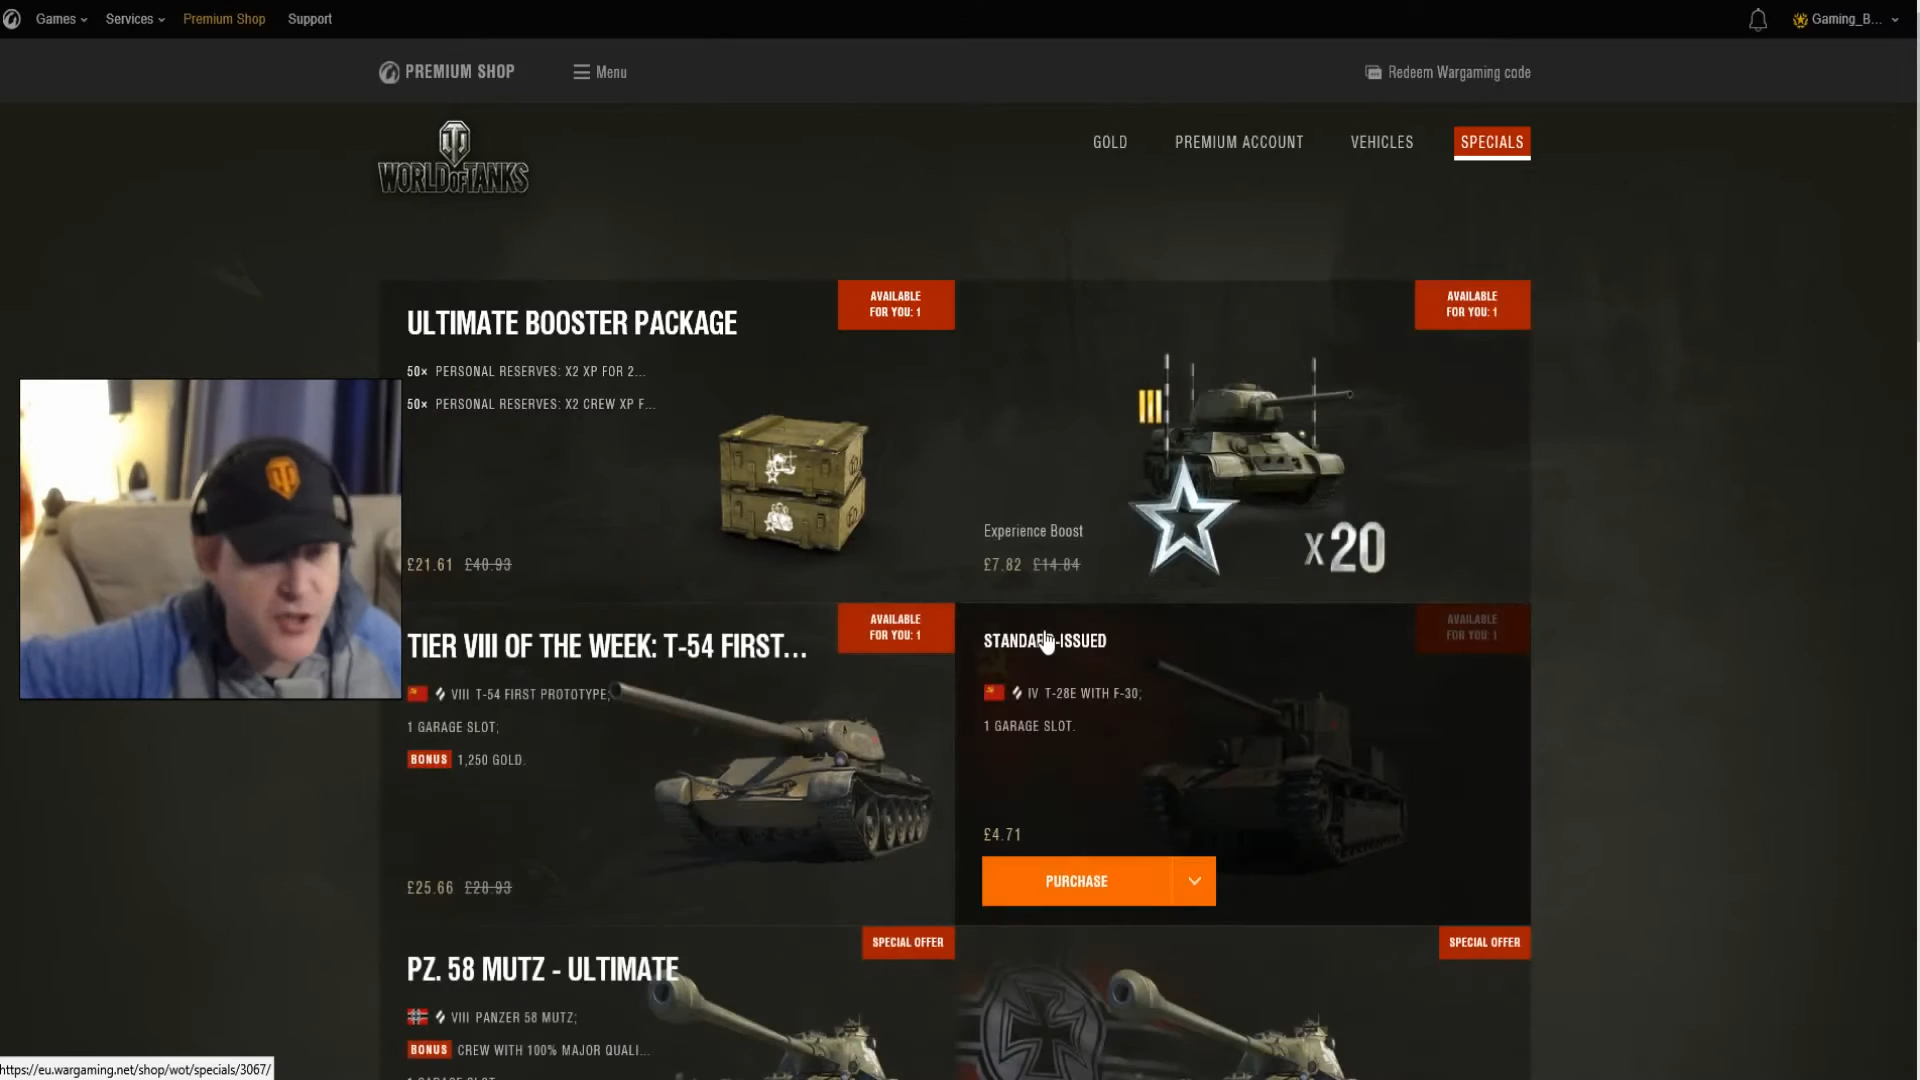 Games
Services
Premium Shop
Support
Gaming_B...
PREMIUM SHOP
Menu
Redeem Wargaming code
WORLD OF TANKS
GOLD
PREMIUM ACCOUNT
VEHICLES
SPECIALS
ULTIMATE BOOSTER PACKAGE
AVAILABLE
FOR YOU: 1
50× PERSONAL RESERVES: X2 XP FOR 2...
50× PERSONAL RESERVES: X2 CREW XP F...
£21.61 £40.93
AVAILABLE
FOR YOU: 1
Experience Boost
X20
£7.82 £14.84
TIER VIII OF THE WEEK: T-54 FIRST...
AVAILABLE
FOR YOU: 1
VIII T-54 FIRST PROTOTYPE;
1 GARAGE SLOT;
BONUS 1,250 GOLD.
£25.66 £28.93
STANDARD-ISSUED
AVAILABLE
FOR YOU: 1
IV T-28E WITH F-30;
1 GARAGE SLOT.
£4.71
PURCHASE
PZ. 58 MUTZ - ULTIMATE
SPECIAL OFFER
VIII PANZER 58 MUTZ;
BONUS CREW WITH 100% MAJOR QUALI...
SPECIAL OFFER
https://eu.wargaming.net/shop/wot/specials/3067/